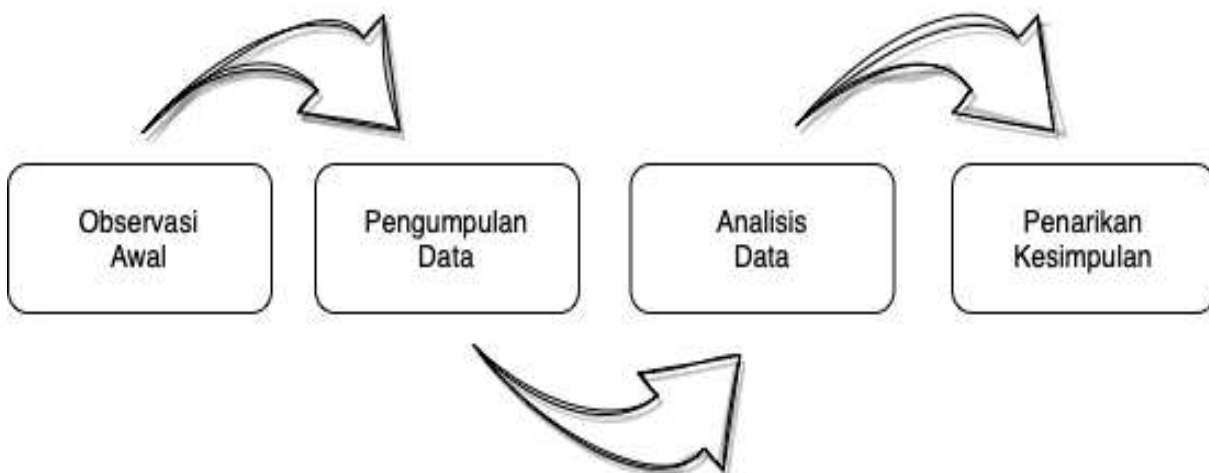 Observasi
Awal
Pengumpulan
Data
Analisis
Data
Penarikan
Kesimpulan